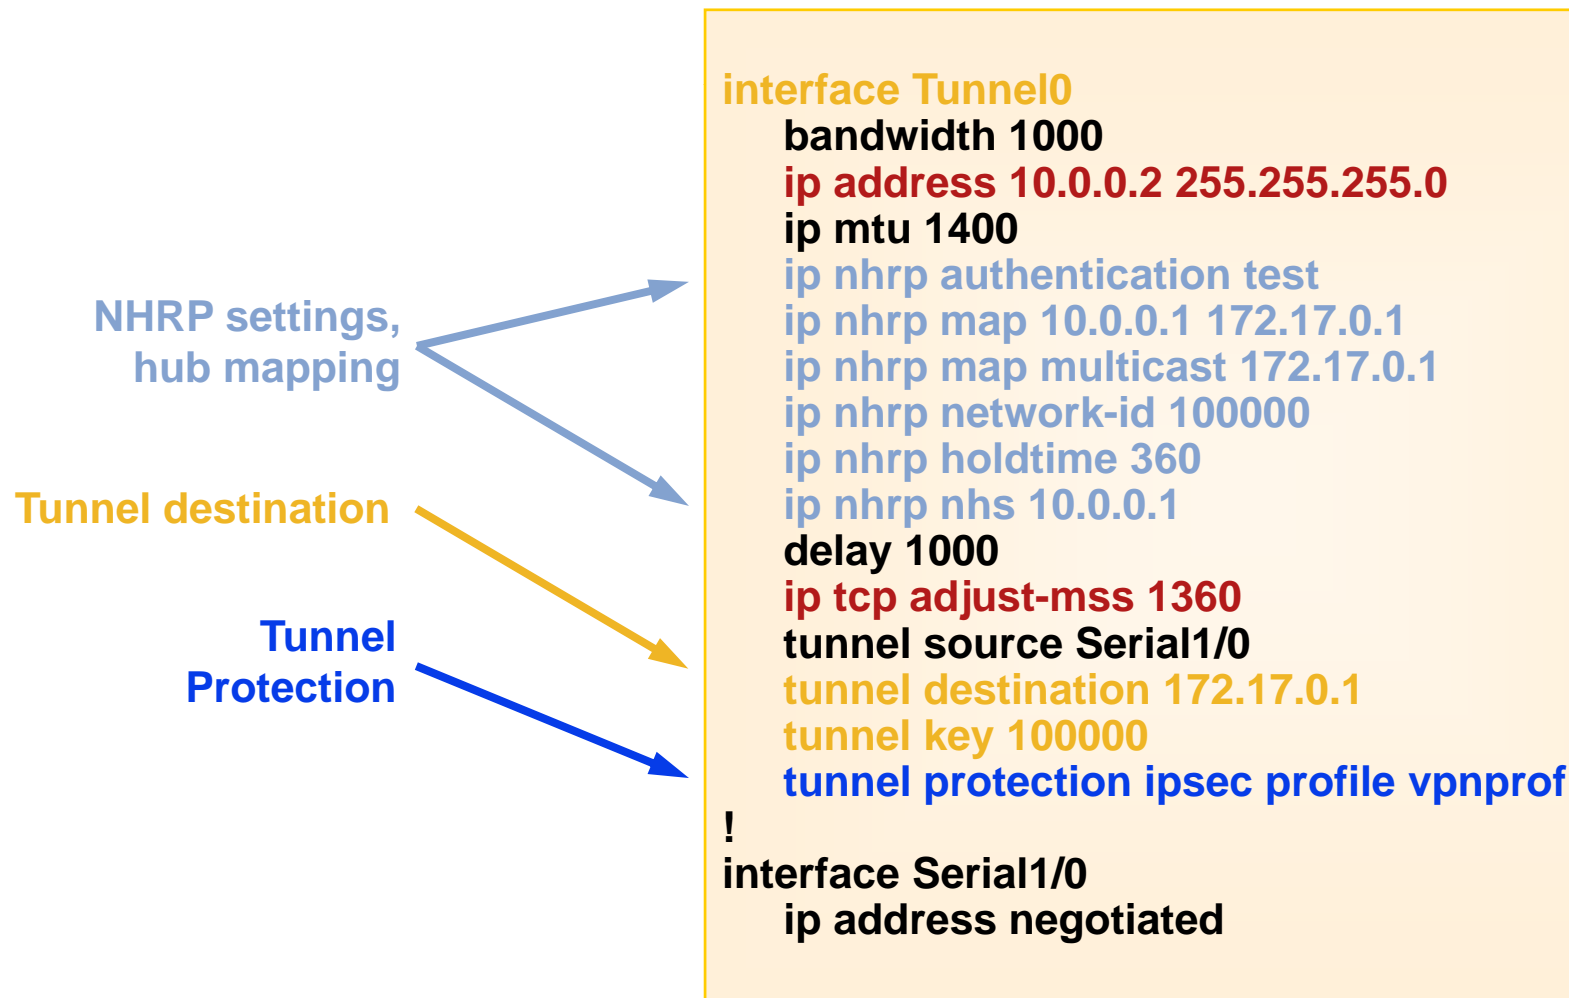 NHRP settings,
hub mapping
Tunnel destination
Tunnel
Protection
interface Tunnel0
bandwidth 1000
ip address 10.0.0.2 255.255.255.0
ip mtu 1400
ip nhrp authentication test
ip nhrp map 10.0.0.1 172.17.0.1
ip nhrp map multicast 172.17.0.1
ip nhrp network-id 100000
ip nhrp holdtime 360
ip nhrp nhs 10.0.0.1
delay 1000
ip tcp adjust-mss 1360
tunnel source Serial1/0
tunnel destination 172.17.0.1
tunnel key 100000
tunnel protection ipsec profile vpnprof
!
interface Serial1/0
ip address negotiated